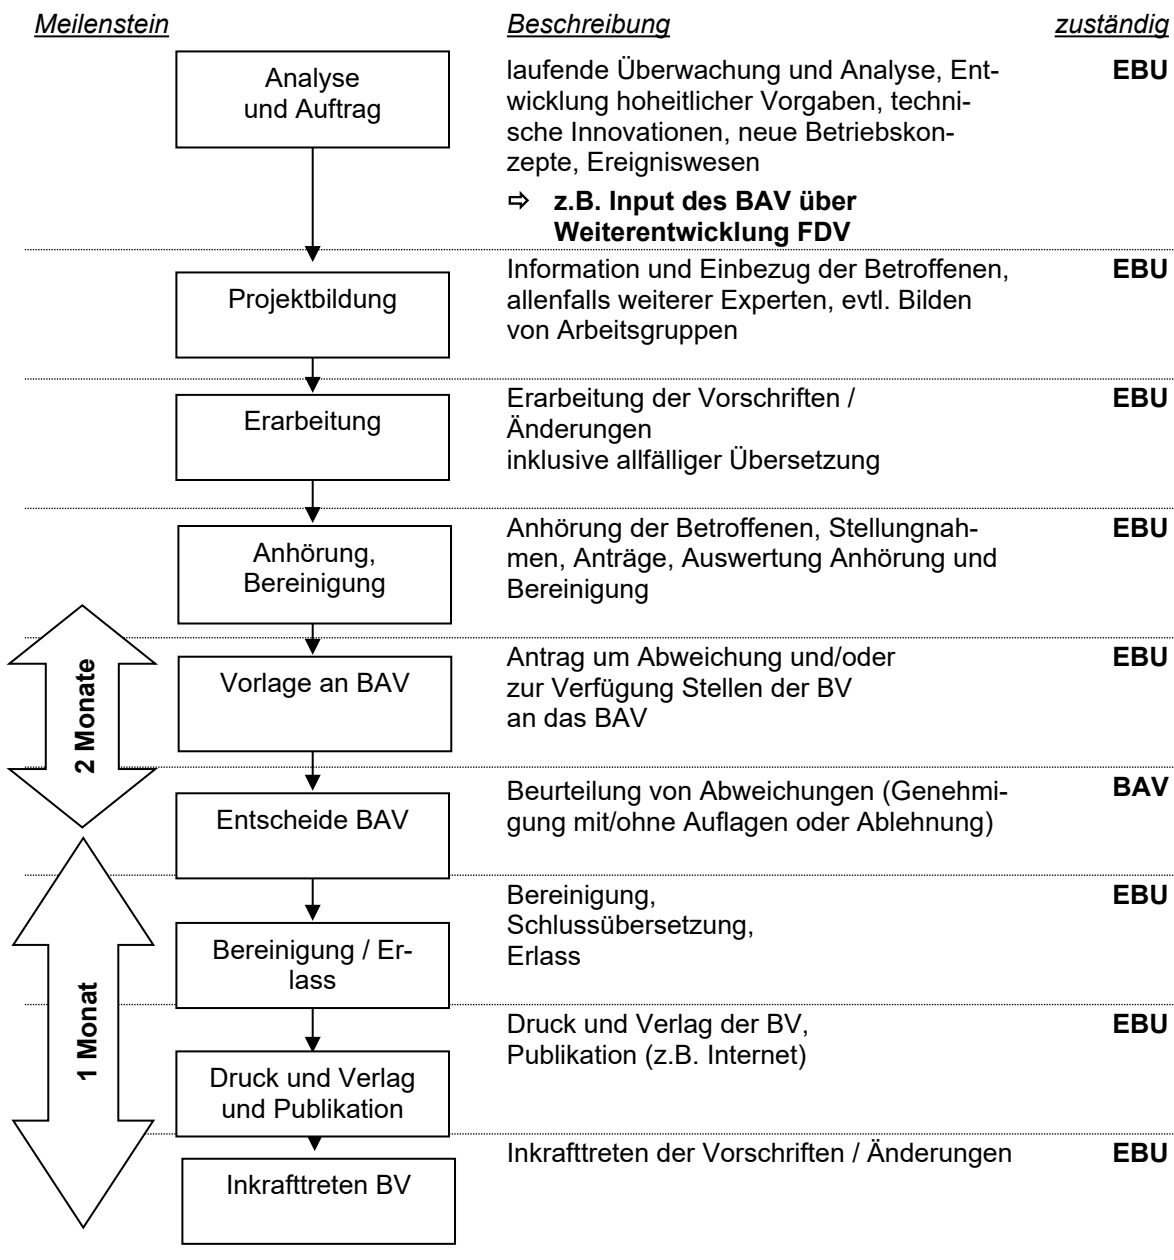 Meilenstein Beschreibung zuständig
Analyse
und Auftrag
laufende Überwachung und Analyse, Ent-
wicklung hoheitlicher Vorgaben, techni-
sche Innovationen, neue Betriebskon-
zepte, Ereigniswesen
⇨ z.B. Input des BAV über
Weiterentwicklung FDV
EBU
Projektbildung
Information und Einbezug der Betroffenen,
allenfalls weiterer Experten, evtl. Bilden
von Arbeitsgruppen
EBU
Erarbeitung
Erarbeitung der Vorschriften /
Änderungen
inklusive allfälliger Übersetzung
EBU
Anhörung,
Bereinigung
Anhörung der Betroffenen, Stellungnah-
men, Anträge, Auswertung Anhörung und
Bereinigung
EBU
2 Monate
Vorlage an BAV
Antrag um Abweichung und/oder
zur Verfügung Stellen der BV
an das BAV
EBU
Entscheide BAV
Beurteilung von Abweichungen (Genehmi-
gung mit/ohne Auflagen oder Ablehnung)
BAV
1 Monat
Bereinigung / Er-
lass
Bereinigung,
Schlussübersetzung,
Erlass
EBU
Druck und Verlag
und Publikation
Druck und Verlag der BV,
Publikation (z.B. Internet)
EBU
Inkrafttreten BV
Inkrafttreten der Vorschriften / Änderungen
EBU